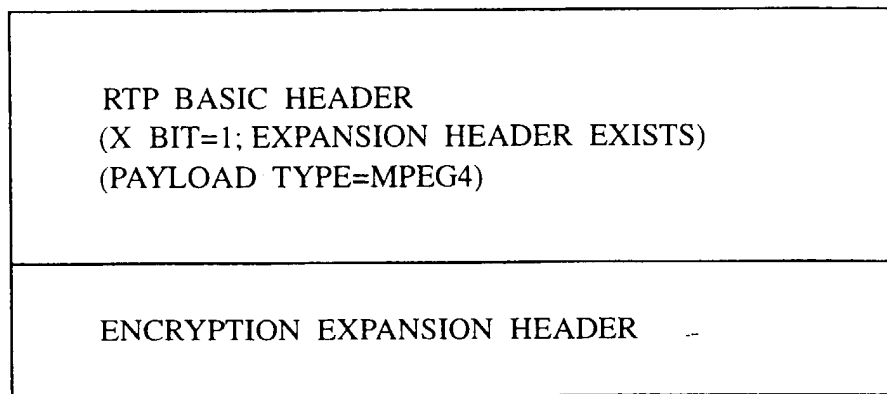 RTP BASIC HEADER
(X BIT=1; EXPANSION HEADER EXISTS)
(PAYLOAD TYPE=MPEG4)
ENCRYPTION EXPANSION HEADER